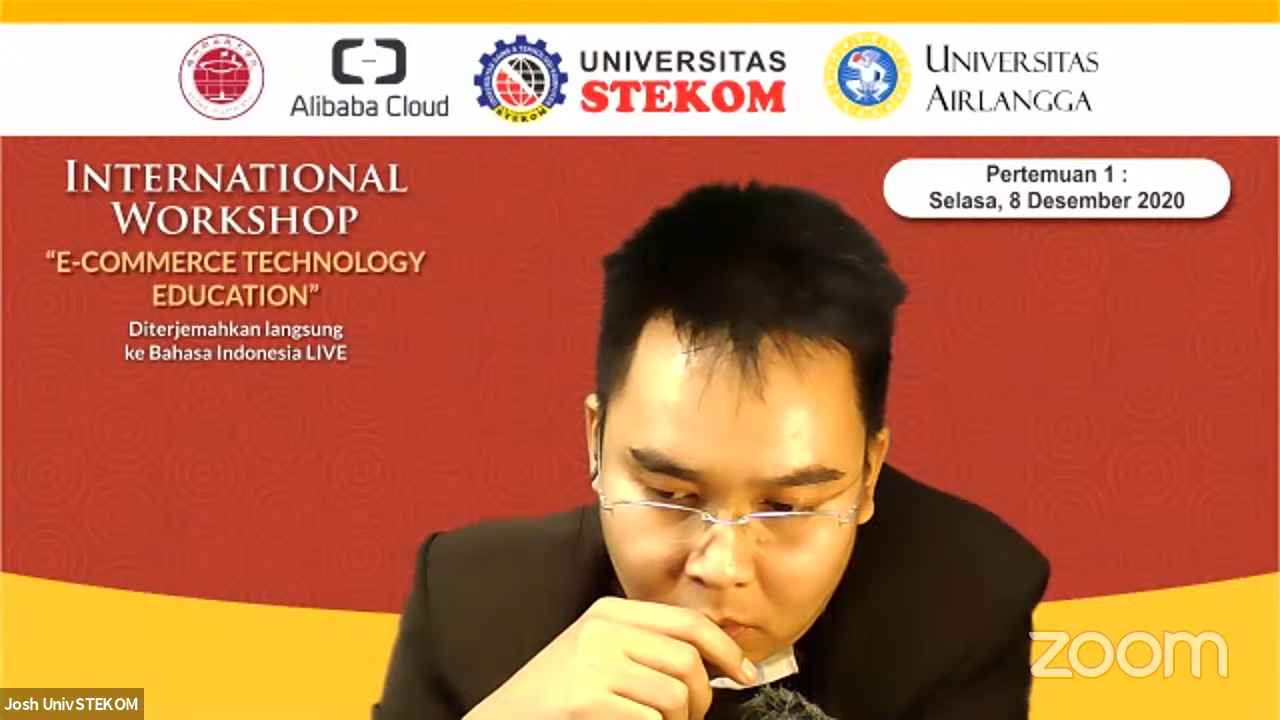 Alibaba Cloud
UNIVERSITAS
STEKOM
STEKOM
UNIVERSITAS
AIRLANGGA
INTERNATIONAL
WORKSHOP
“E-COMMERCE TECHNOLOGY
EDUCATION”
Diterjemahkan langsung
ke Bahasa Indonesia LIVE
Pertemuan 1 :
Selasa, 8 Desember 2020
zoom
Josh UnivSTEKOM